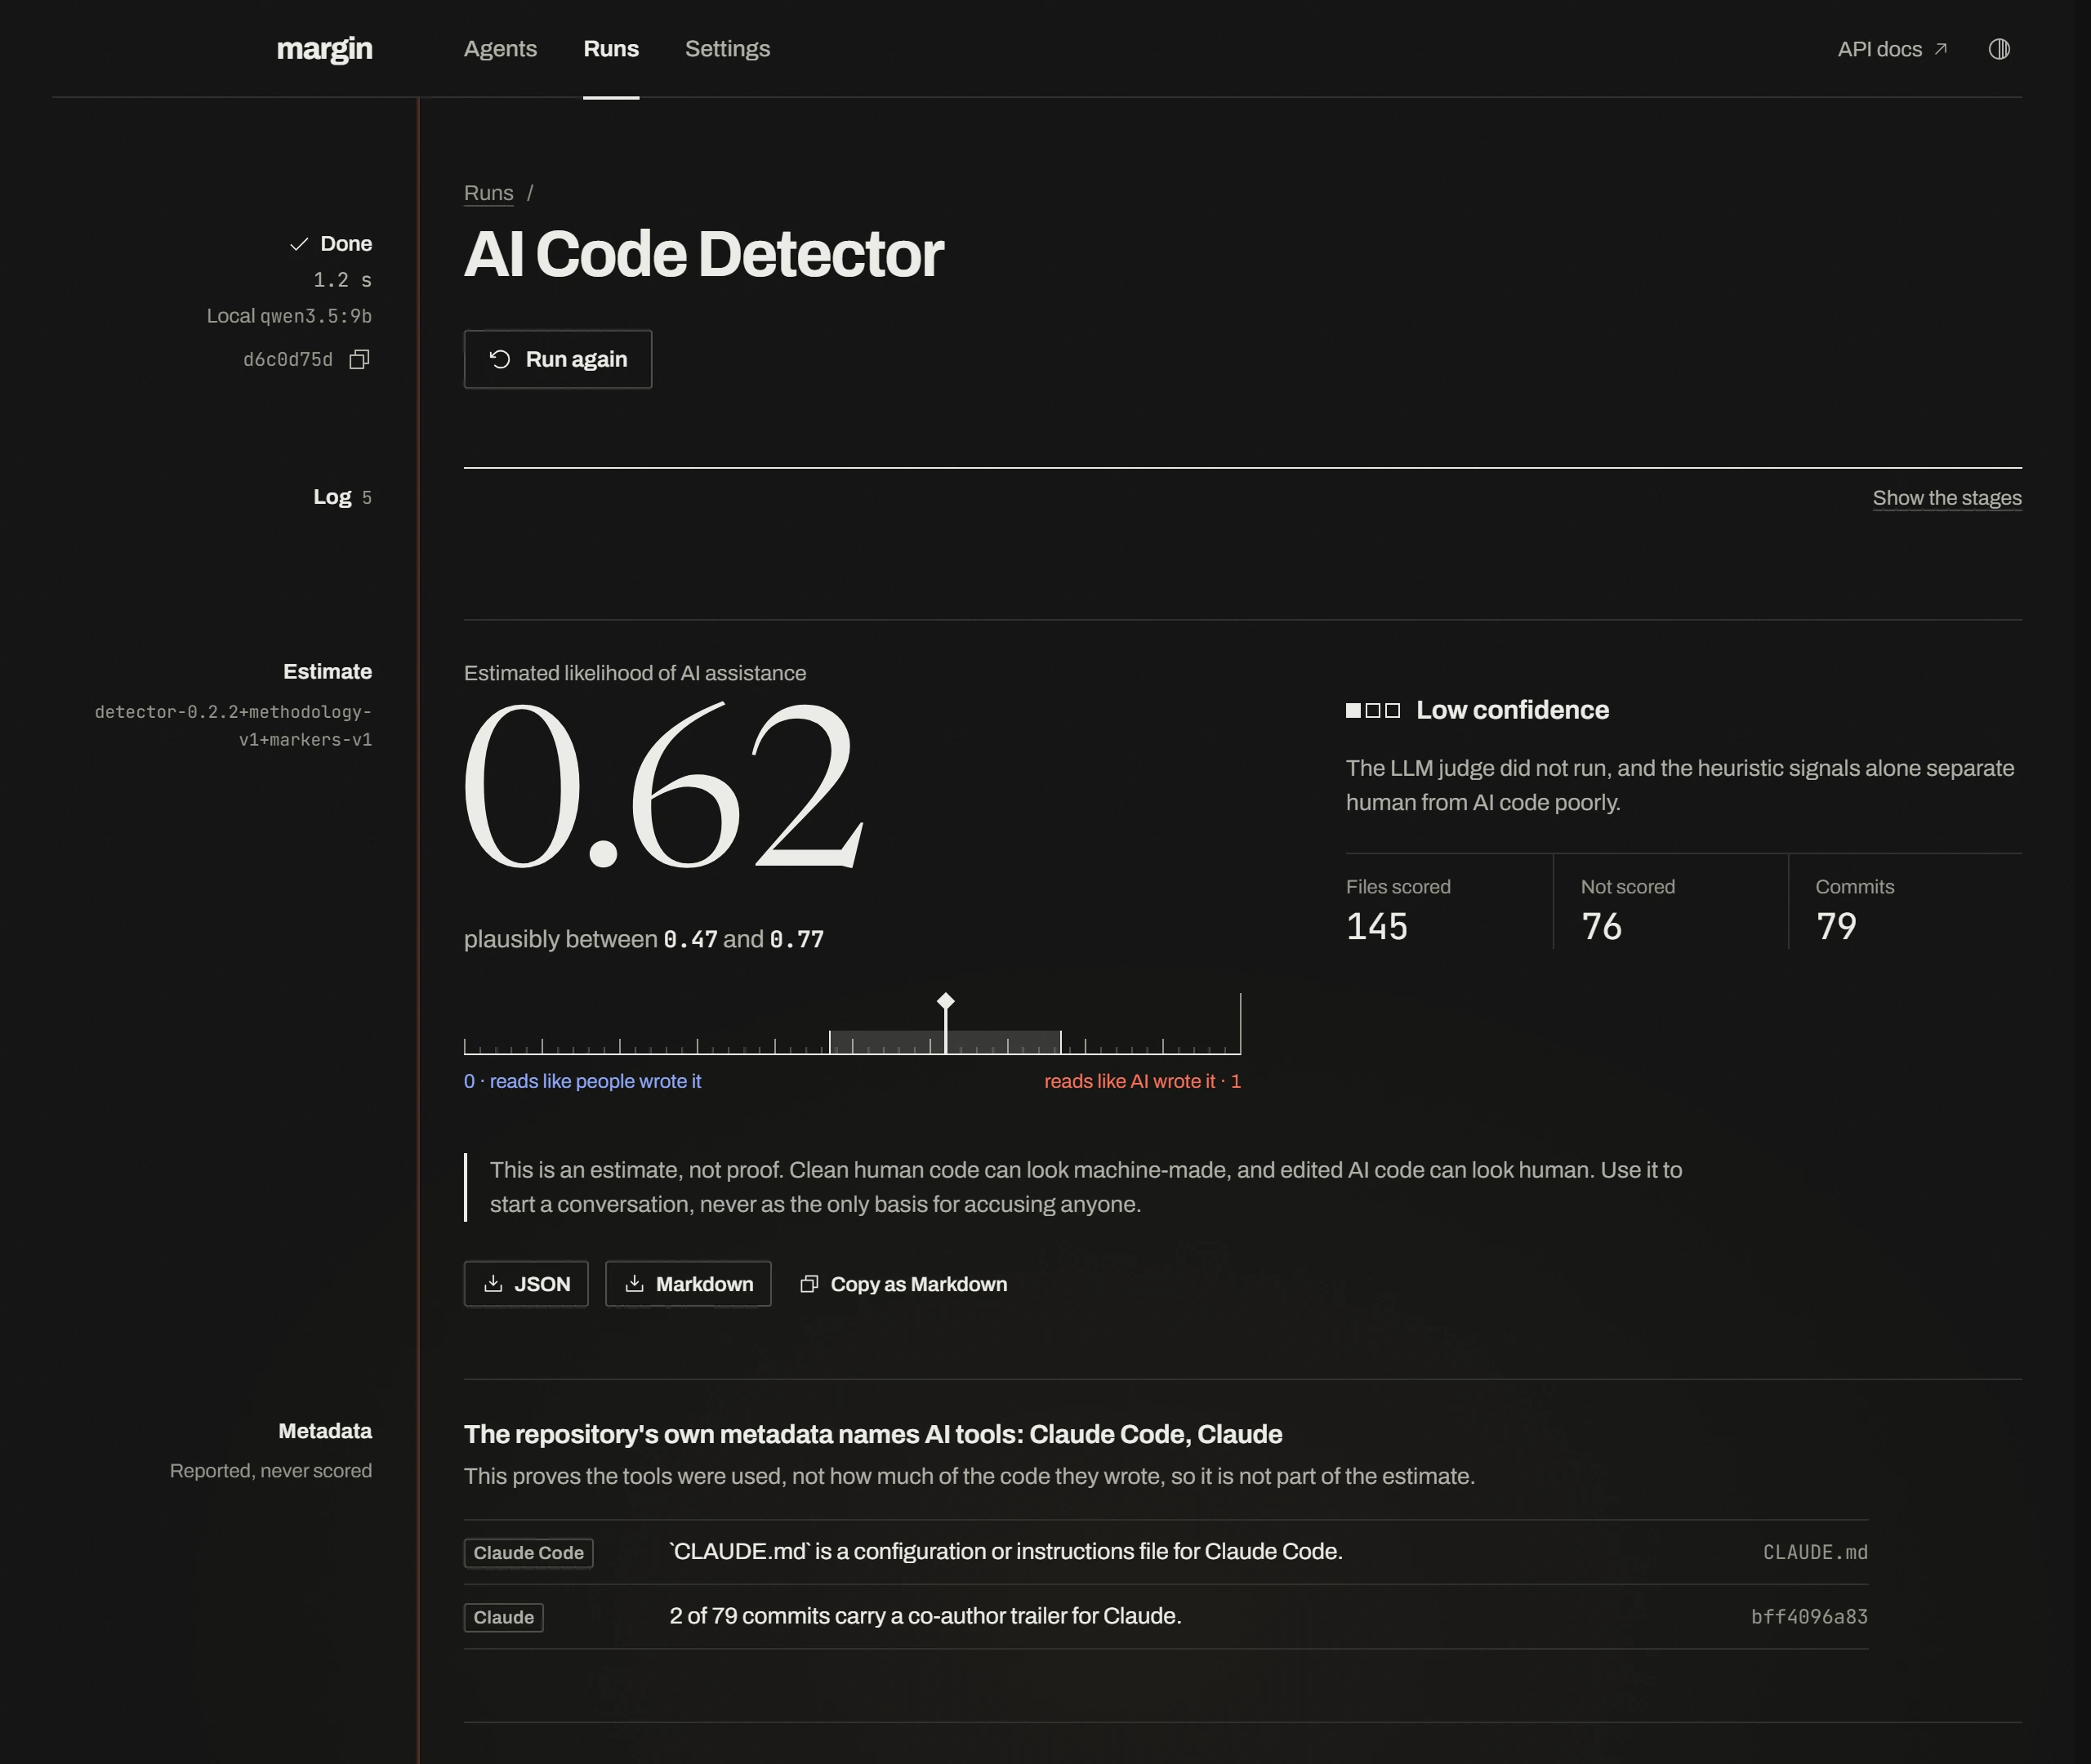 margin
Agents
Runs
Settings
API docs
Runs /
AI Code Detector
Done
1.2 s
Local qwen3.5:9b
d6c0d75d
Run again
Log 5
Show the stages
Estimate
detector-0.2.2+methodology-
v1+markers-v1
Estimated likelihood of AI assistance
0.62
plausibly between 0.47 and 0.77
0 · reads like people wrote it
reads like AI wrote it · 1
Low confidence
The LLM judge did not run, and the heuristic signals alone separate
human from AI code poorly.
Files scored
145
Not scored
76
Commits
79
This is an estimate, not proof. Clean human code can look machine-made, and edited AI code can look human. Use it to
start a conversation, never as the only basis for accusing anyone.
JSON
Markdown
Copy as Markdown
Metadata
Reported, never scored
The repository's own metadata names AI tools: Claude Code, Claude
This proves the tools were used, not how much of the code they wrote, so it is not part of the estimate.
Claude Code
`CLAUDE.md` is a configuration or instructions file for Claude Code.
CLAUDE.md
Claude
2 of 79 commits carry a co-author trailer for Claude.
bff4096a83